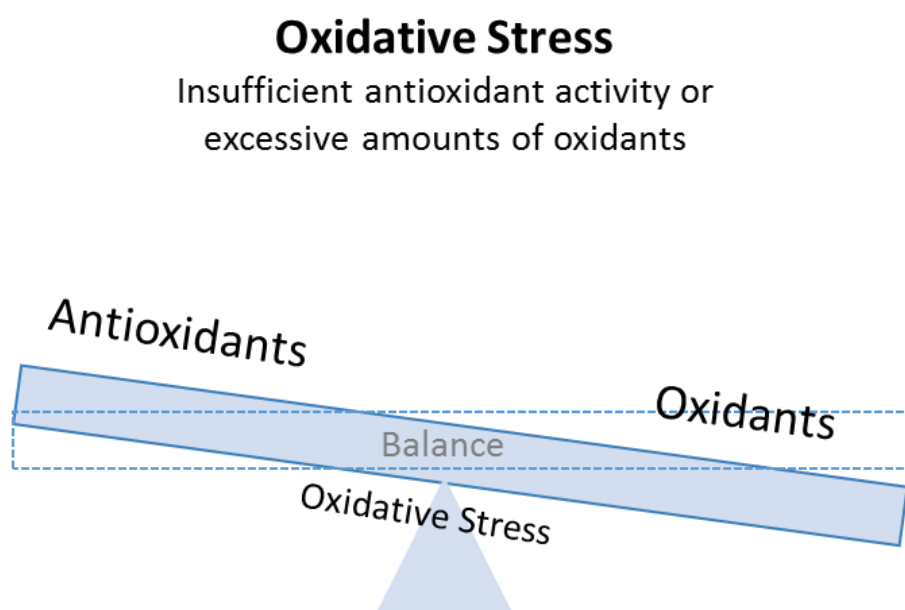 Oxidative Stress
Insufficient antioxidant activity or
excessive amounts of oxidants
Antioxidants
Oxidants
Balance
Oxidative Stress